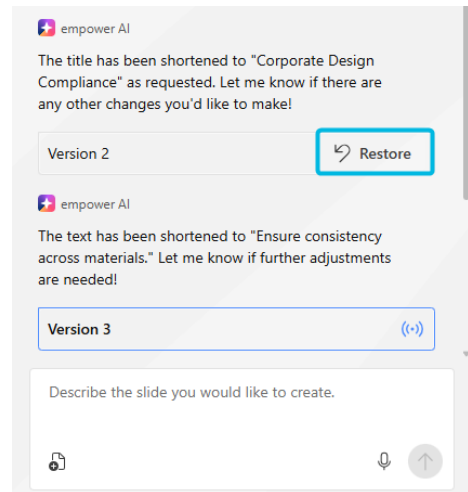 empower AI
The title has been shortened to "Corporate Design
Compliance" as requested. Let me know if there are
any other changes you'd like to make!
Version 2
Restore
empower AI
The text has been shortened to "Ensure consistency
across materials." Let me know if further adjustments
are needed!
Version 3
Describe the slide you would like to create.